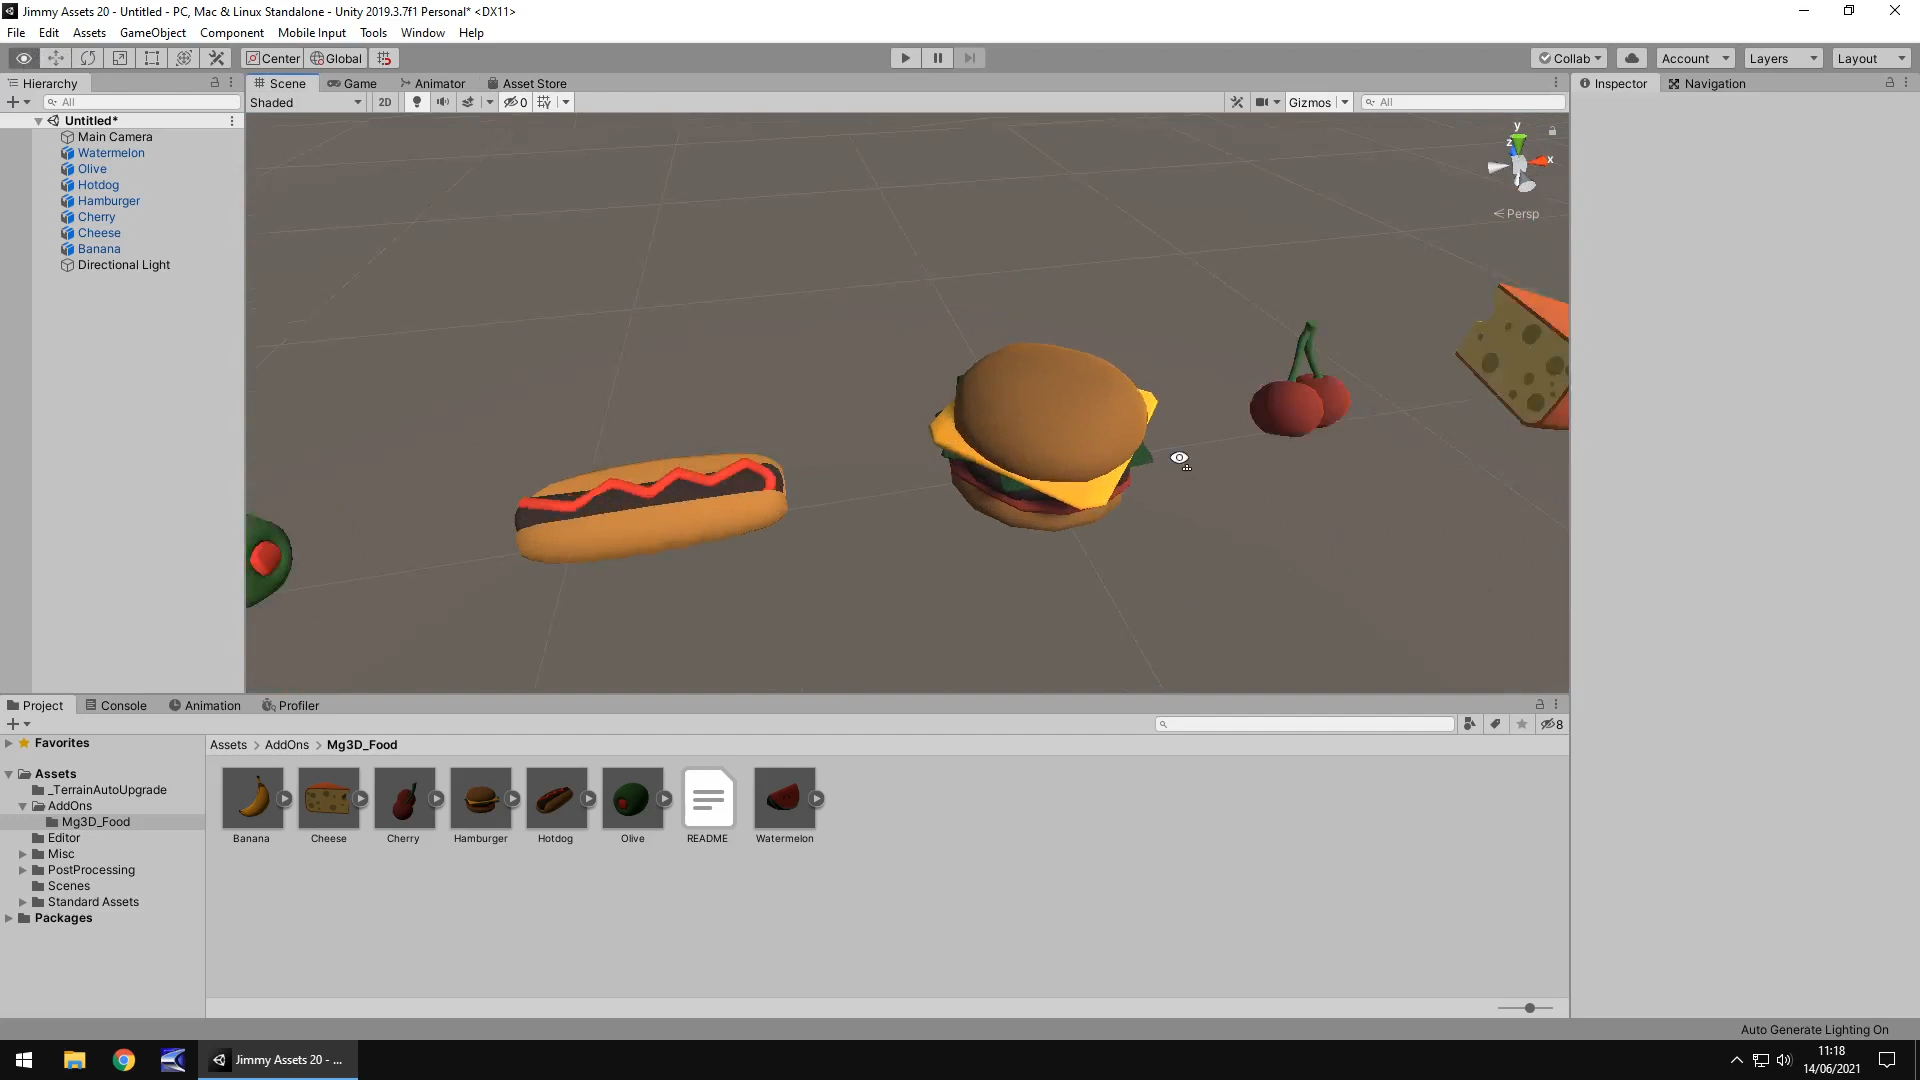 Jimmy Assets 20 - Untitled - PC, Mac & Linux Standalone - Unity 2019.3.7f1 Personal* <DX11>
File Edit Assets GameObject Component Mobile Input Tools Window Help
Center Global Collab Account Layers Layout
Hierarchy Scene Game Animator Asset Store Inspector Navigation
All Shaded 2D 0 Gizmos All
Untitled*
Main Camera
Watermelon
Olive
Hotdog
Hamburger
Cherry
Cheese
Banana
Directional Light
y
z
x
Persp
Project Console Animation Profiler
8
Favorites
Assets > AddOns > Mg3D_Food
Assets
_TerrainAutoUpgrade
AddOns
Mg3D_Food
Editor
Misc
PostProcessing
Scenes
Standard Assets
Packages
Banana Cheese Cherry Hamburger Hotdog Olive README Watermelon
Auto Generate Lighting On
Jimmy Assets 20 - ...
11:18
14/06/2021